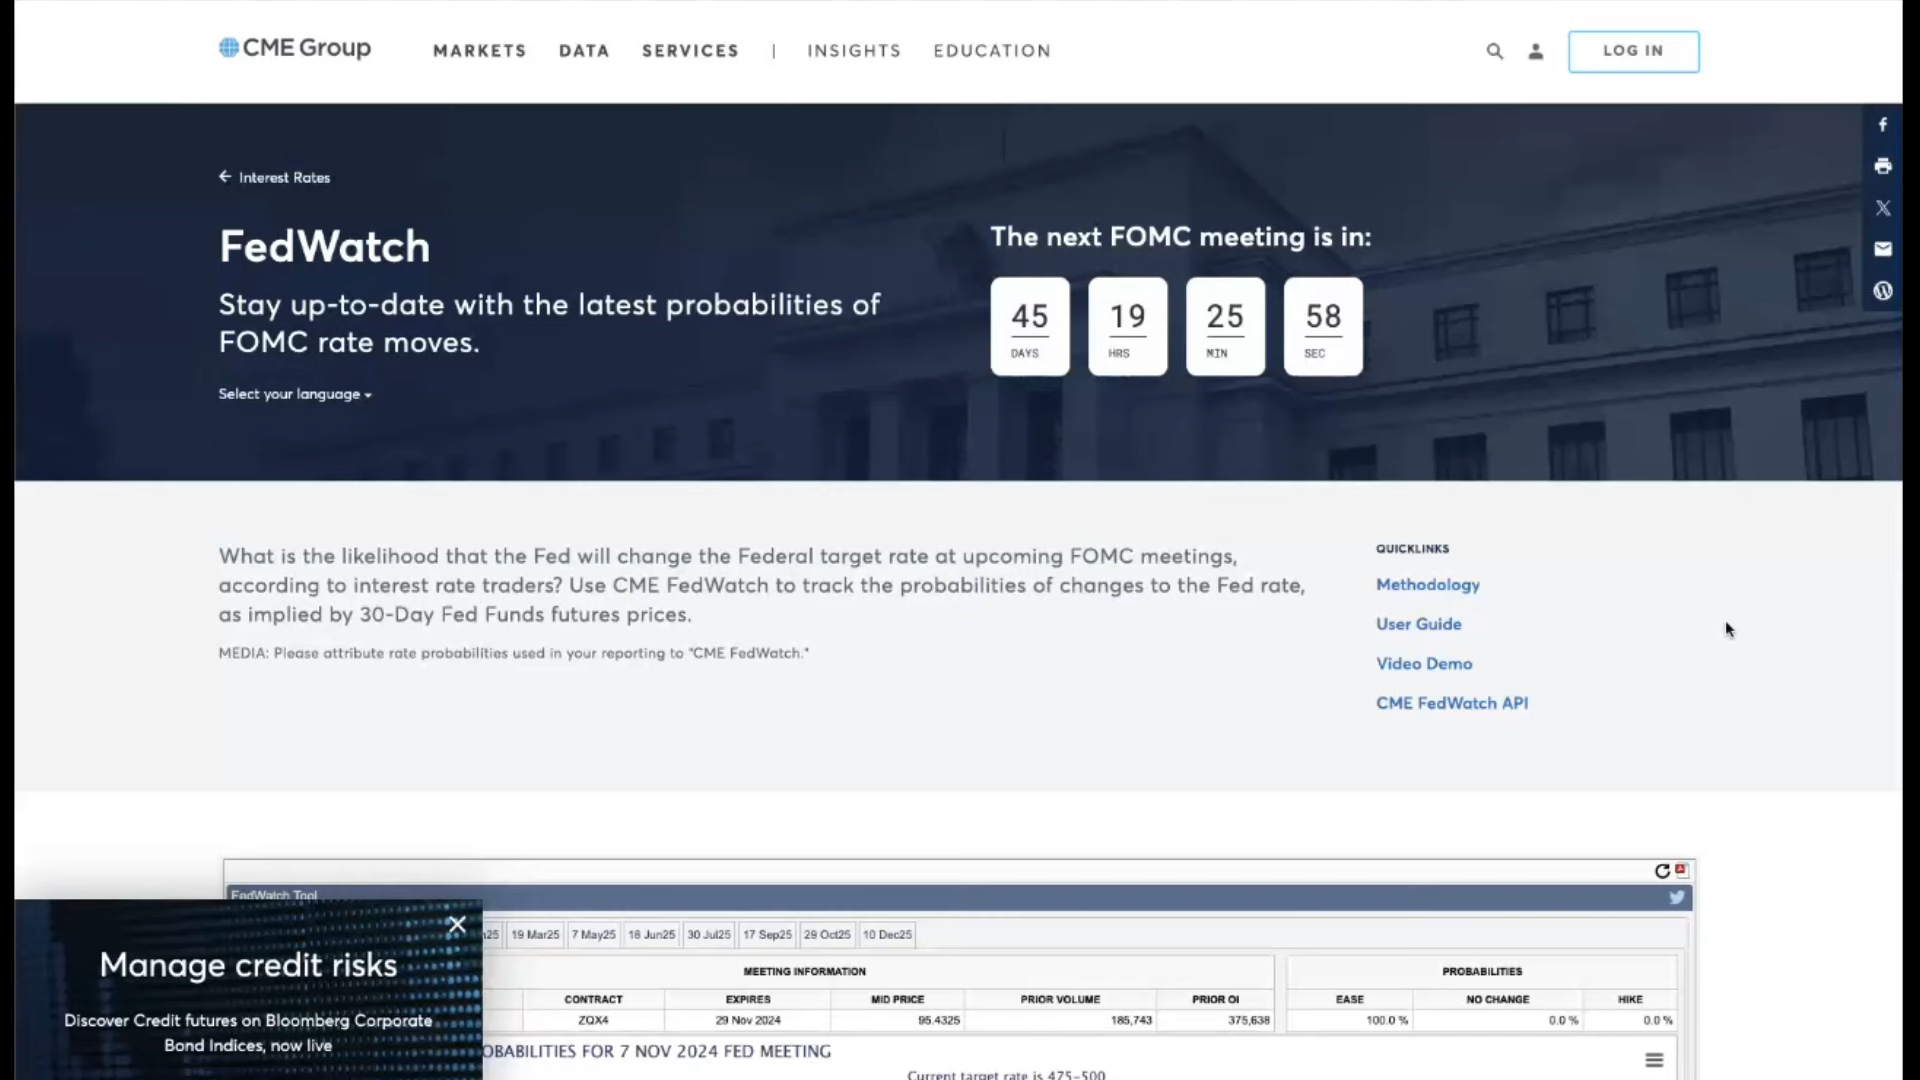 CME Group
MARKETS DATA SERVICES | INSIGHTS EDUCATION
LOG IN
← Interest Rates
FedWatch
Stay up-to-date with the latest probabilities of
FOMC rate moves.
Select your language
The next FOMC meeting is in:
45 19 25 58
DAYS HRS MIN SEC
What is the likelihood that the Fed will change the Federal target rate at upcoming FOMC meetings,
according to interest rate traders? Use CME FedWatch to track the probabilities of changes to the Fed rate,
as implied by 30-Day Fed Funds futures prices.
MEDIA: Please attribute rate probabilities used in your reporting to "CME FedWatch."
QUICKLINKS
Methodology
User Guide
Video Demo
CME FedWatch API
FedWatch Tool
19 Mar25 7 May25 18 Jun25 30 Jul25 17 Sep25 29 Oct25 10 Dec25
MEETING INFORMATION
CONTRACT EXPIRES MID PRICE PRIOR VOLUME PRIOR OI
ZQX4 29 Nov 2024 95.4325 185,743 375,638
PROBABILITIES
EASE NO CHANGE HIKE
100.0 % 0.0 % 0.0 %
OBABILITIES FOR 7 NOV 2024 FED MEETING
Current target rate is 475-500
Manage credit risks
Discover Credit futures on Bloomberg Corporate
Bond Indices, now live